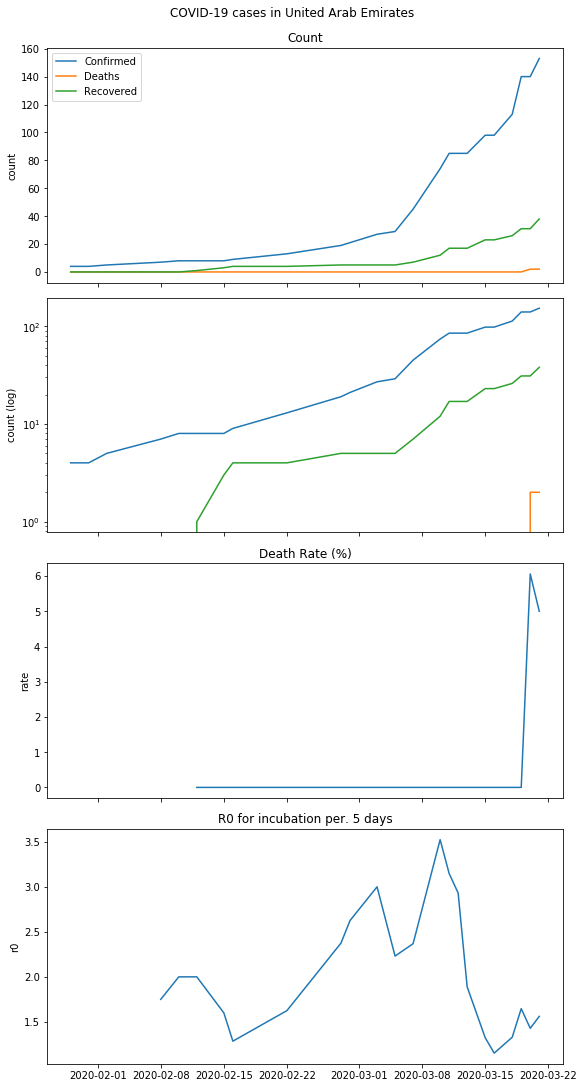 COVID-19 cases in United Arab Emirates
Count
160
140
120
100
80
60
40
20
0
count
Confirmed
Deaths
Recovered
10²
10¹
10⁰
count (log)
Death Rate (%)
6
5
4
3
2
1
0
rate
R0 for incubation per. 5 days
3.5
3.0
2.5
2.0
1.5
r0
2020-02-01 2020-02-08 2020-02-15 2020-02-22 2020-03-01 2020-03-08 2020-03-15 2020-03-22